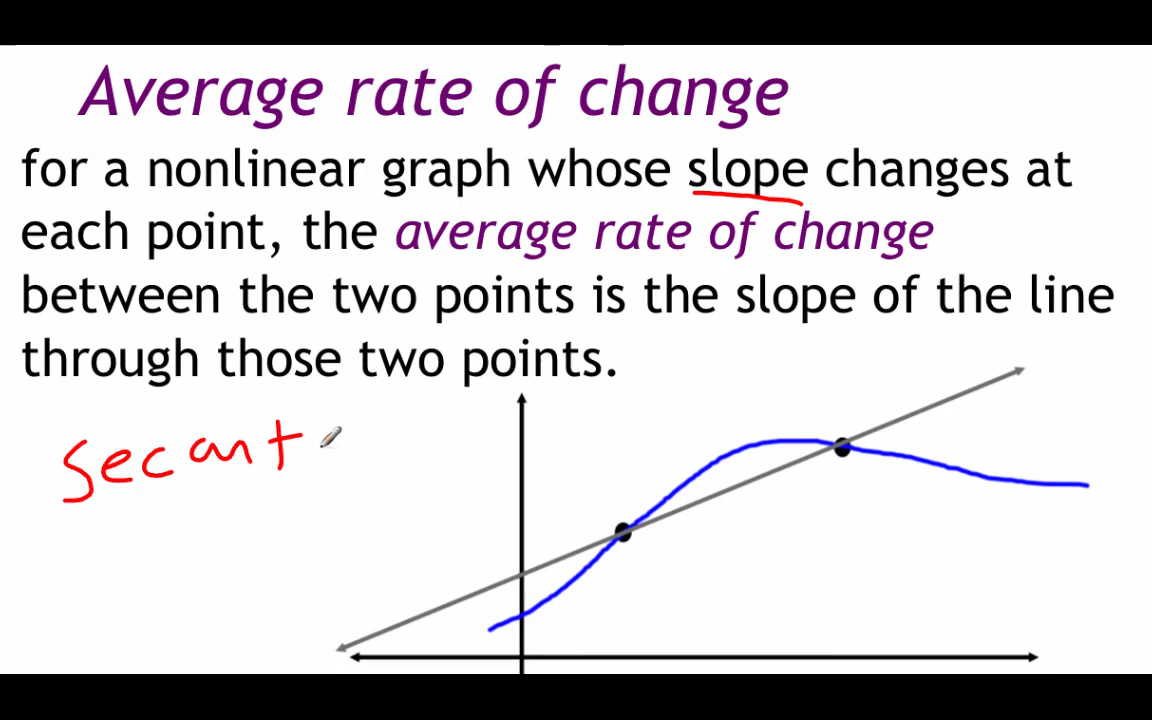 Average rate of change
for a nonlinear graph whose slope changes at
each point, the average rate of change
between the two points is the slope of the line
through those two points.
secant